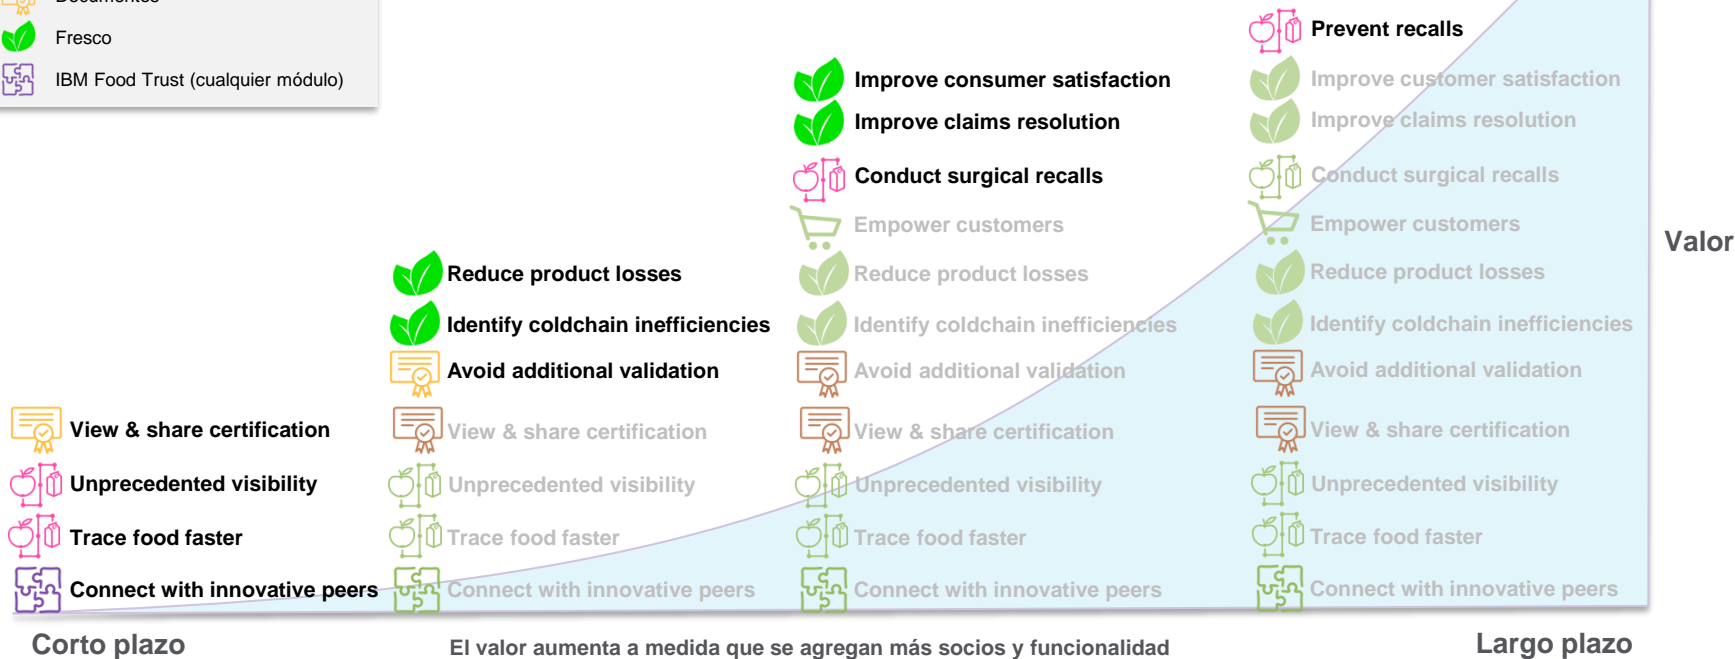 Documentos
Fresco
IBM Food Trust (cualquier módulo)
View & share certification
Unprecedented visibility
Trace food faster
Connect with innovative peers
Reduce product losses
Identify coldchain inefficiencies
Avoid additional validation
View & share certification
Unprecedented visibility
Trace food faster
Connect with innovative peers
Improve consumer satisfaction
Improve claims resolution
Conduct surgical recalls
Empower customers
Reduce product losses
Identify coldchain inefficiencies
Avoid additional validation
View & share certification
Unprecedented visibility
Trace food faster
Connect with innovative peers
Prevent recalls
Improve customer satisfaction
Improve claims resolution
Conduct surgical recalls
Empower customers
Reduce product losses
Identify coldchain inefficiencies
Avoid additional validation
View & share certification
Unprecedented visibility
Trace food faster
Connect with innovative peers
Valor
Corto plazo
El valor aumenta a medida que se agregan más socios y funcionalidad
Largo plazo